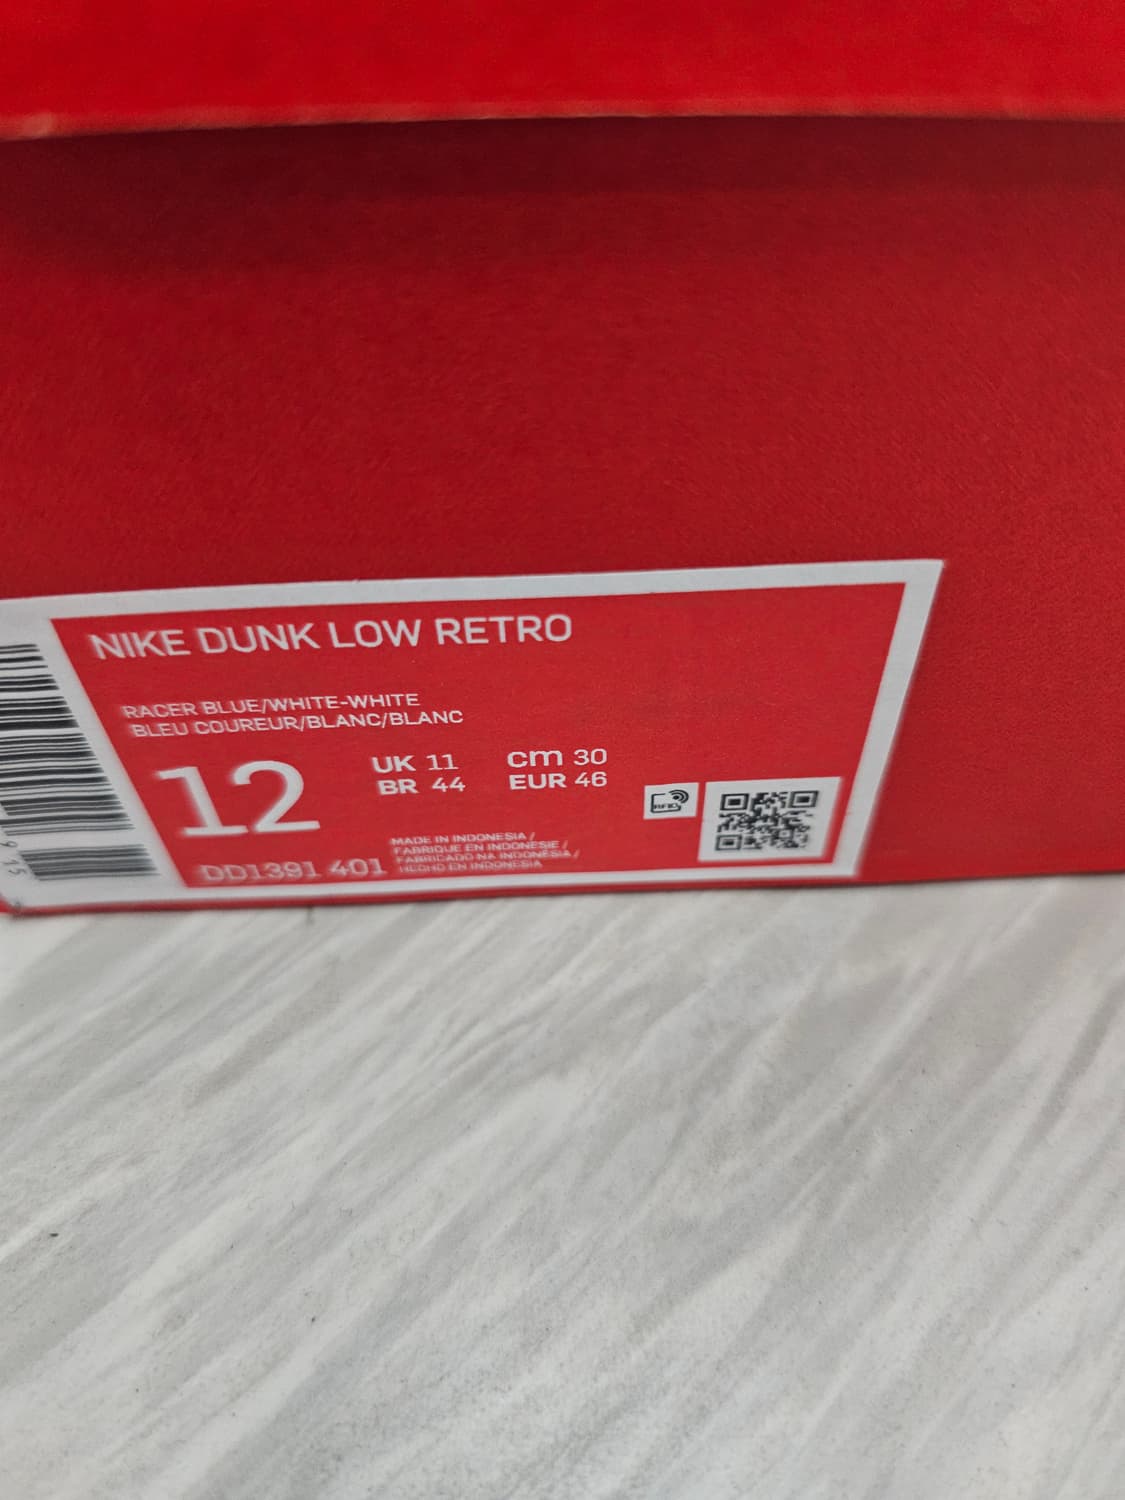 NIKE DUNK LOW RETRO
RACER BLUE/WHITE-WHITE
BLEU COUREUR/BLANC/BLANC
12
UK 11 cm 30
BR 44 EUR 46
MADE IN INDONESIA /
FABRIQUE EN INDONESIE /
FABRICADO NA INDONÉSIA /
HECHO EN INDONESIA
DD1391 401
RFID